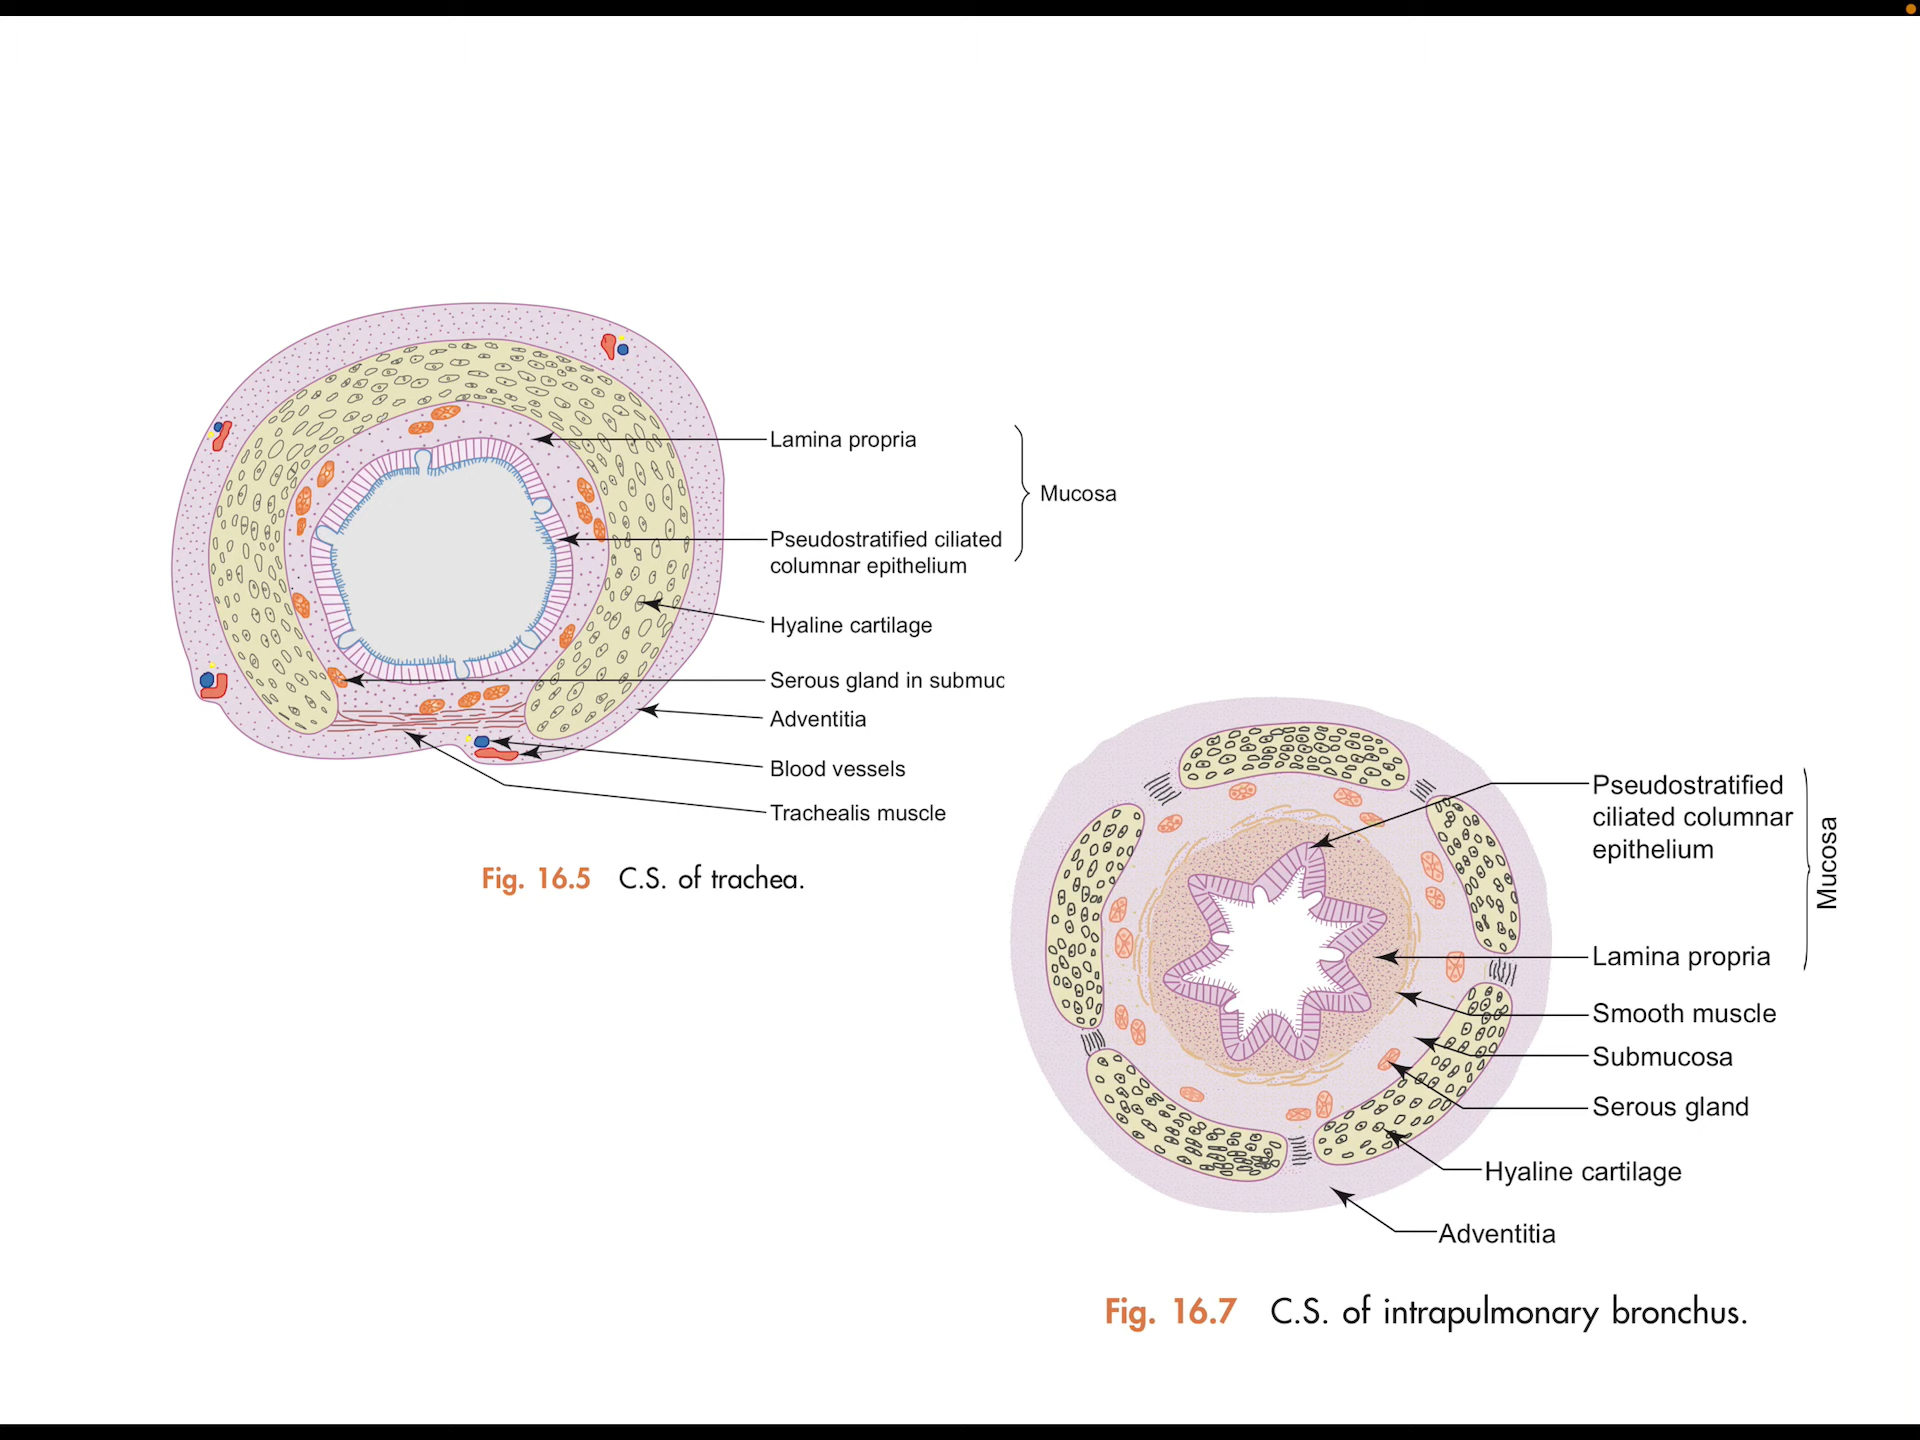 Lamina propria
Mucosa
Pseudostratified ciliated
columnar epithelium
Hyaline cartilage
Serous gland in submuc
Adventitia
Blood vessels
Trachealis muscle
Fig. 16.5 C.S. of trachea.
Pseudostratified
ciliated columnar
epithelium
Mucosa
Lamina propria
Smooth muscle
Submucosa
Serous gland
Hyaline cartilage
Adventitia
Fig. 16.7 C.S. of intrapulmonary bronchus.